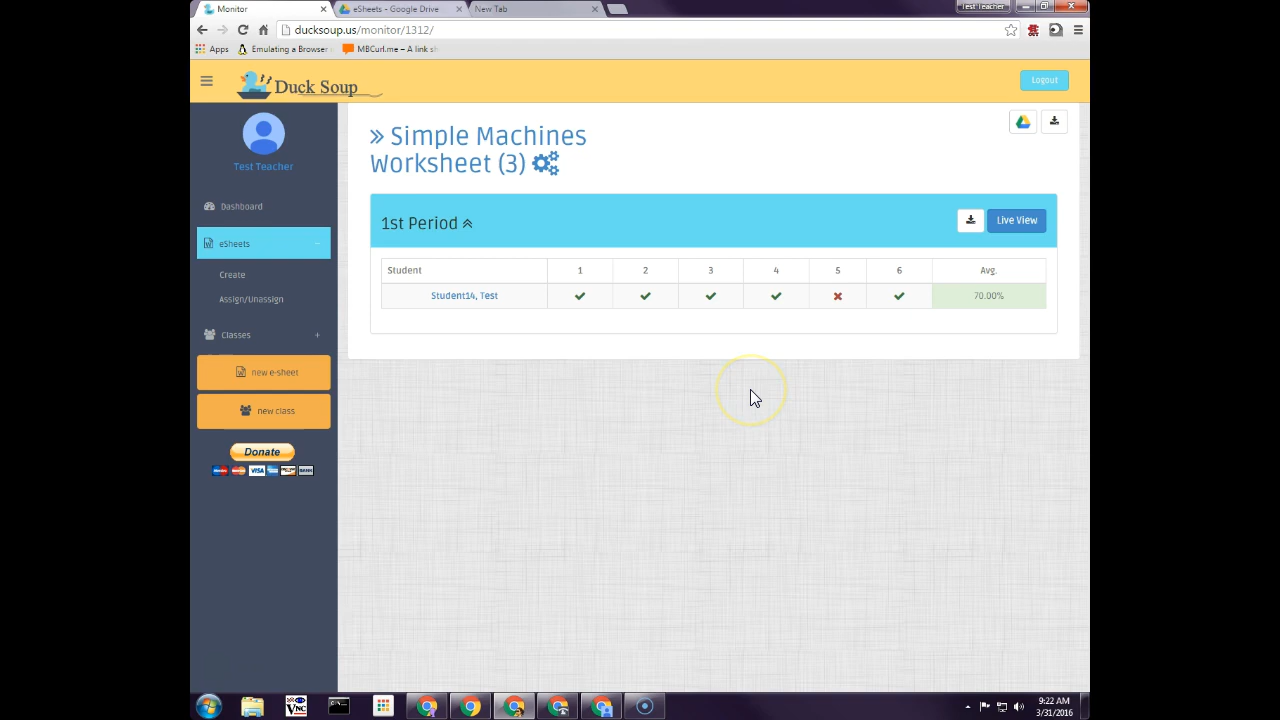 Monitor
eSheets - Google Drive
New Tab
Test Teacher
ducksoup.us/monitor/1312/
Apps
Emulating a Browser
MBCurl.me – A link sh
Duck Soup
Logout
Test Teacher
Dashboard
eSheets
Create
Assign/Unassign
Classes
new e-sheet
new class
Donate
VISA
BANK
» Simple Machines
Worksheet (3)
1st Period
Live View
Student 1 2 3 4 5 6 Avg.
Student14, Test 70.00%
VNC
9:22 AM
3/31/2016